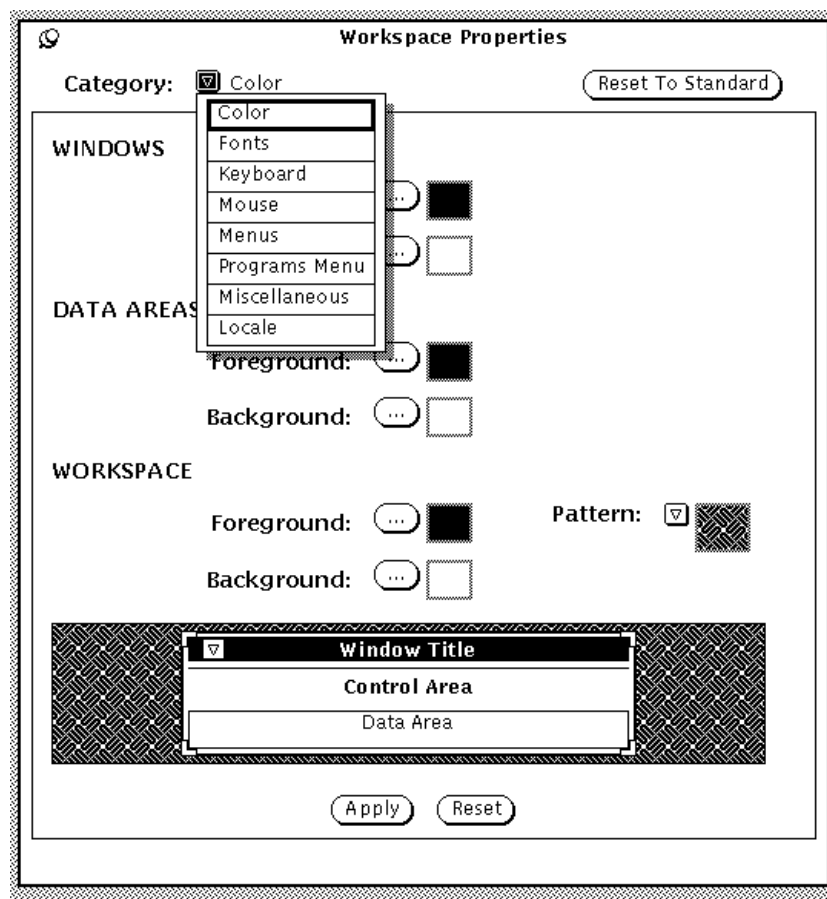 Workspace Properties
Category: Color
Reset To Standard
Color
Fonts
Keyboard
Mouse
Menus
Programs Menu
Miscellaneous
Locale
WINDOWS
...
...
DATA AREAS
Foreground: ...
Background: ...
WORKSPACE
Foreground: ...
Pattern:
Background: ...
Window Title
Control Area
Data Area
Apply Reset